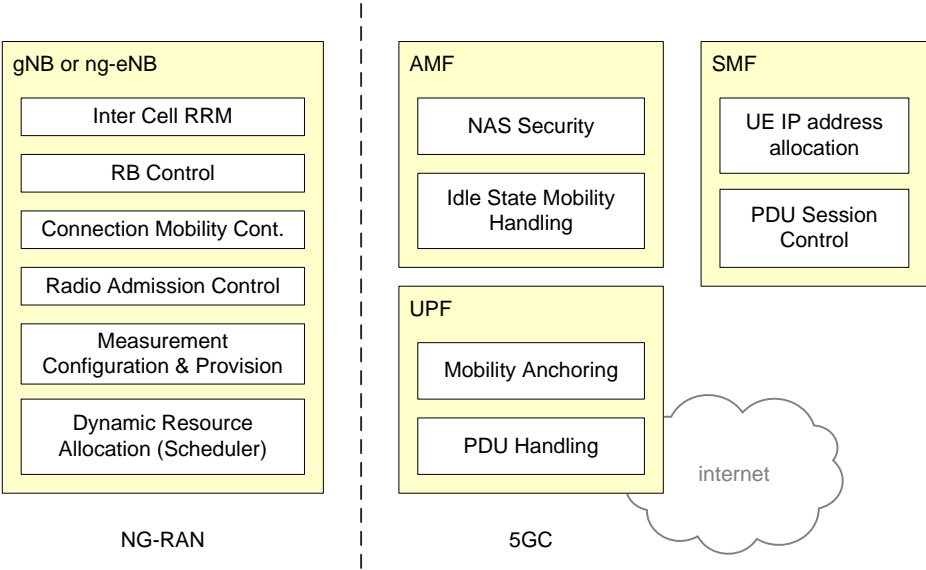 gNB or ng-eNB
Inter Cell RRM
RB Control
Connection Mobility Cont.
Radio Admission Control
Measurement
Configuration & Provision
Dynamic Resource
Allocation (Scheduler)
NG-RAN
AMF
NAS Security
Idle State Mobility
Handling
SMF
UE IP address
allocation
PDU Session
Control
UPF
Mobility Anchoring
PDU Handling
internet
5GC